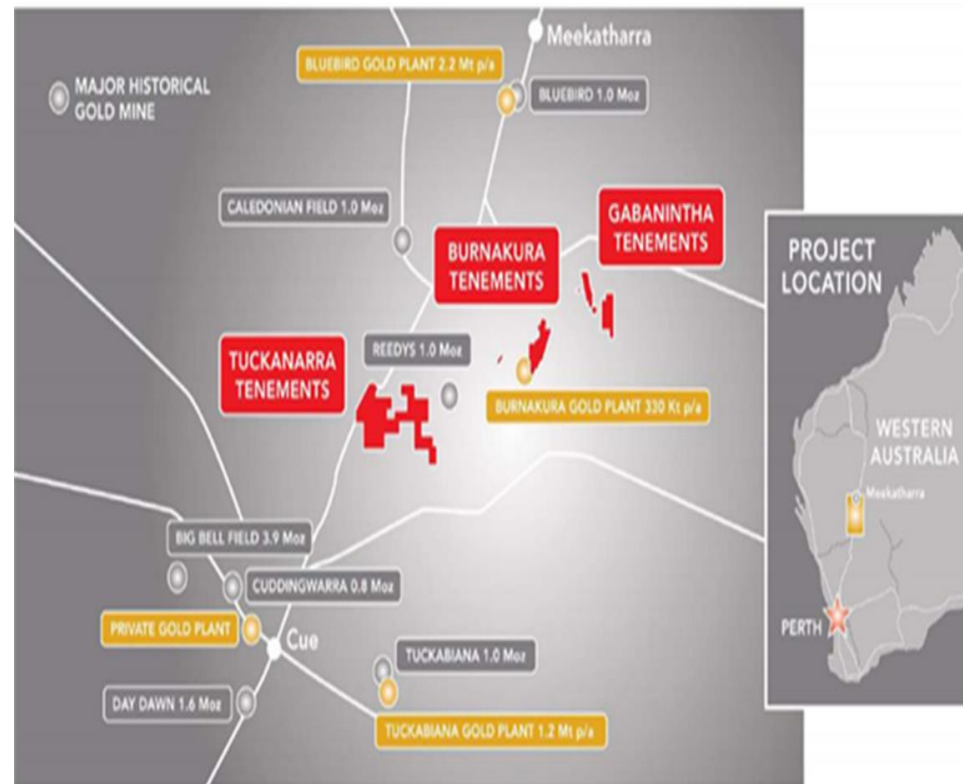 Meekatharra
BLUEBIRD GOLD PLANT 2.2 Mt p/a
MAJOR HISTORICAL
GOLD MINE
BLUEBIRD 1.0 Moz
CALEDONIAN FIELD 1.0 Moz
GABANINTHA
TENEMENTS
BURNAKURA
TENEMENTS
TUCKANARRA
TENEMENTS
REEDYS 1.0 Moz
BURNAKURA GOLD PLANT 330 Kt p/a
BIG BELL FIELD 3.9 Moz
CUDDINGWARRA 0.8 Moz
PRIVATE GOLD PLANT
Cue
TUCKABIANA 1.0 Moz
DAY DAWN 1.6 Moz
TUCKABIANA GOLD PLANT 1.2 Mt p/a
PROJECT
LOCATION
WESTERN
AUSTRALIA
Meekatharra
PERTH